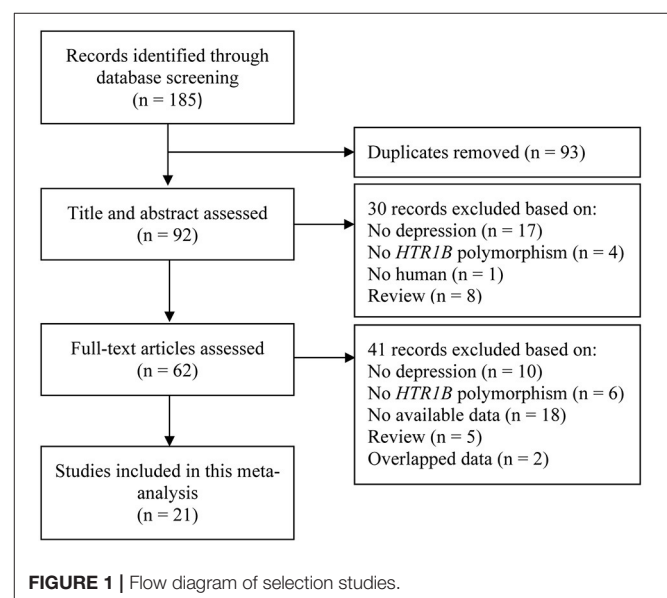 Records identified through
database screening
(n = 185)
Duplicates removed (n = 93)
Title and abstract assessed
(n = 92)
30 records excluded based on:
No depression (n = 17)
No HTR1B polymorphism (n = 4)
No human (n = 1)
Review (n = 8)
Full-text articles assessed
(n = 62)
41 records excluded based on:
No depression (n = 10)
No HTR1B polymorphism (n = 6)
No available data (n = 18)
Review (n = 5)
Overlapped data (n = 2)
Studies included in this meta-
analysis
(n = 21)
FIGURE 1 | Flow diagram of selection studies.